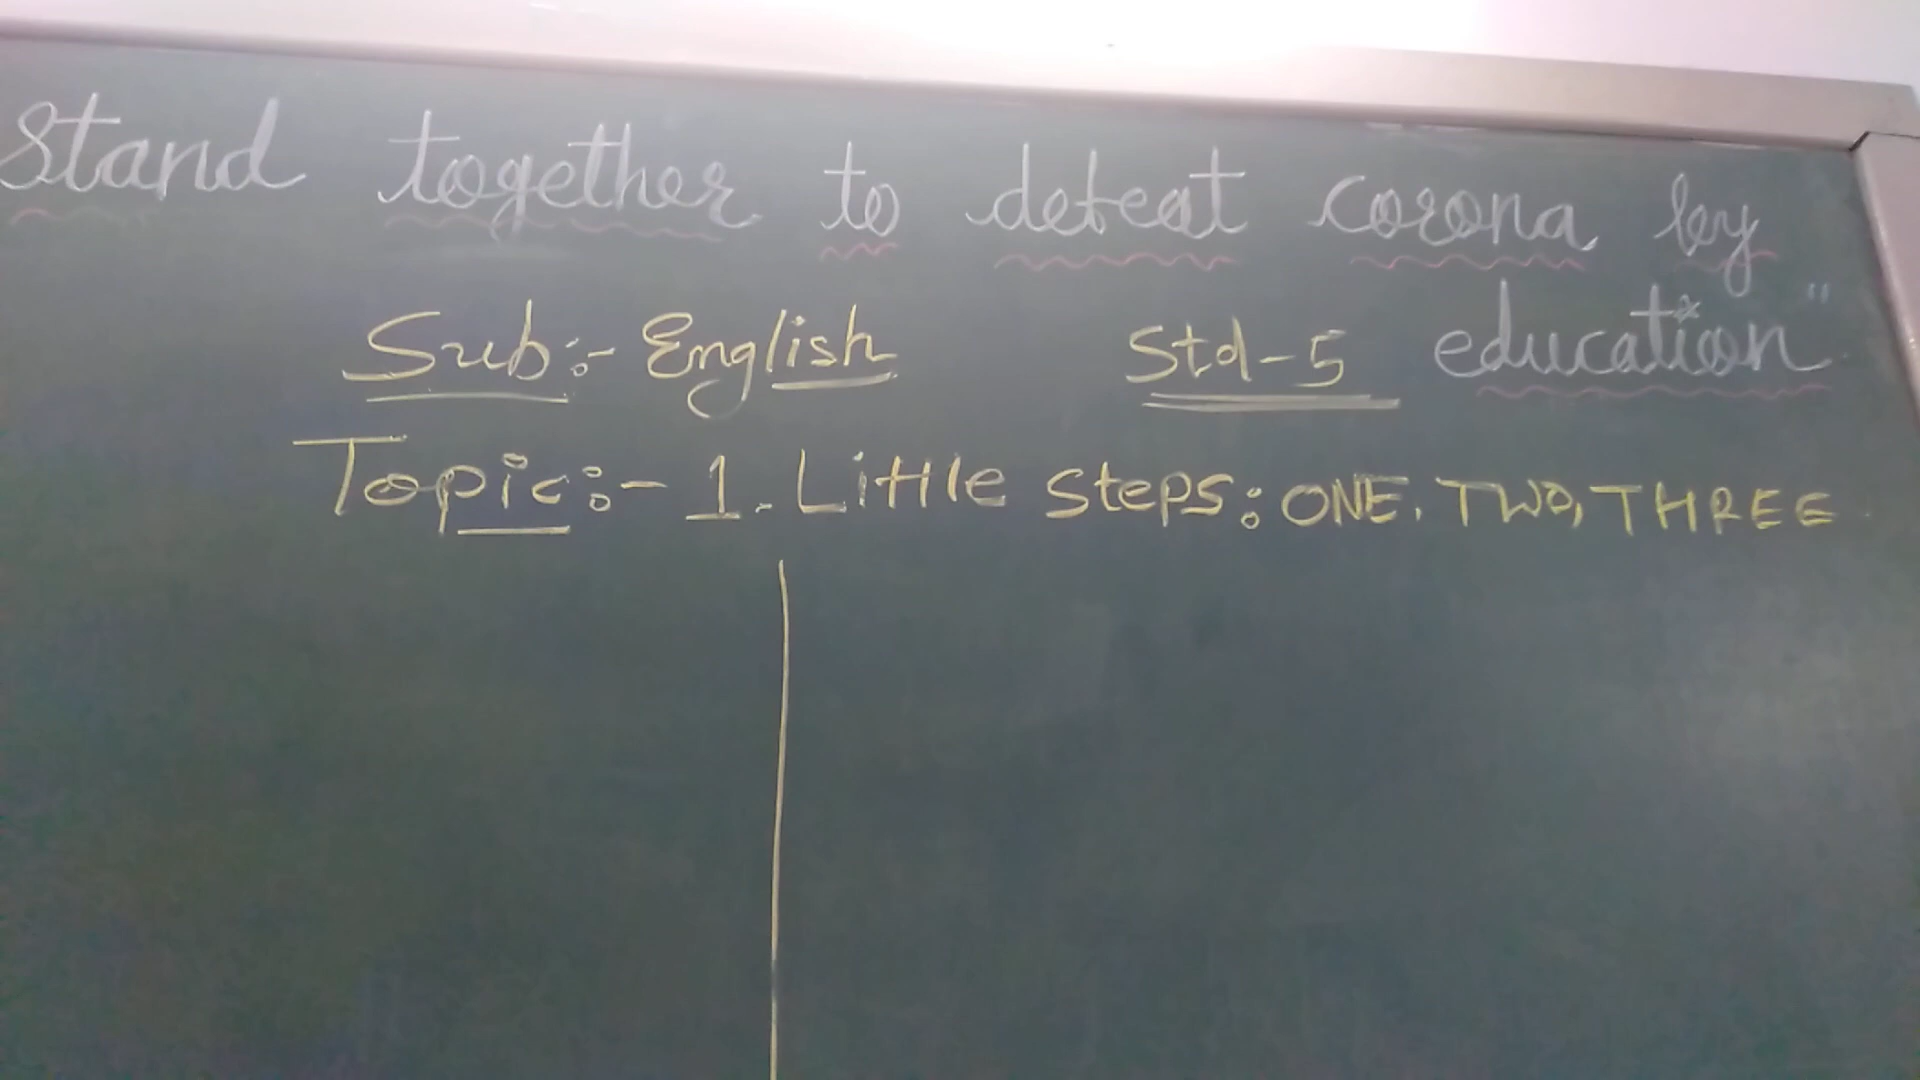 Stand together to defeat corona by
education"
Sub:- English Std-5
Topic:- 1. Little steps: ONE, TWO, THREE